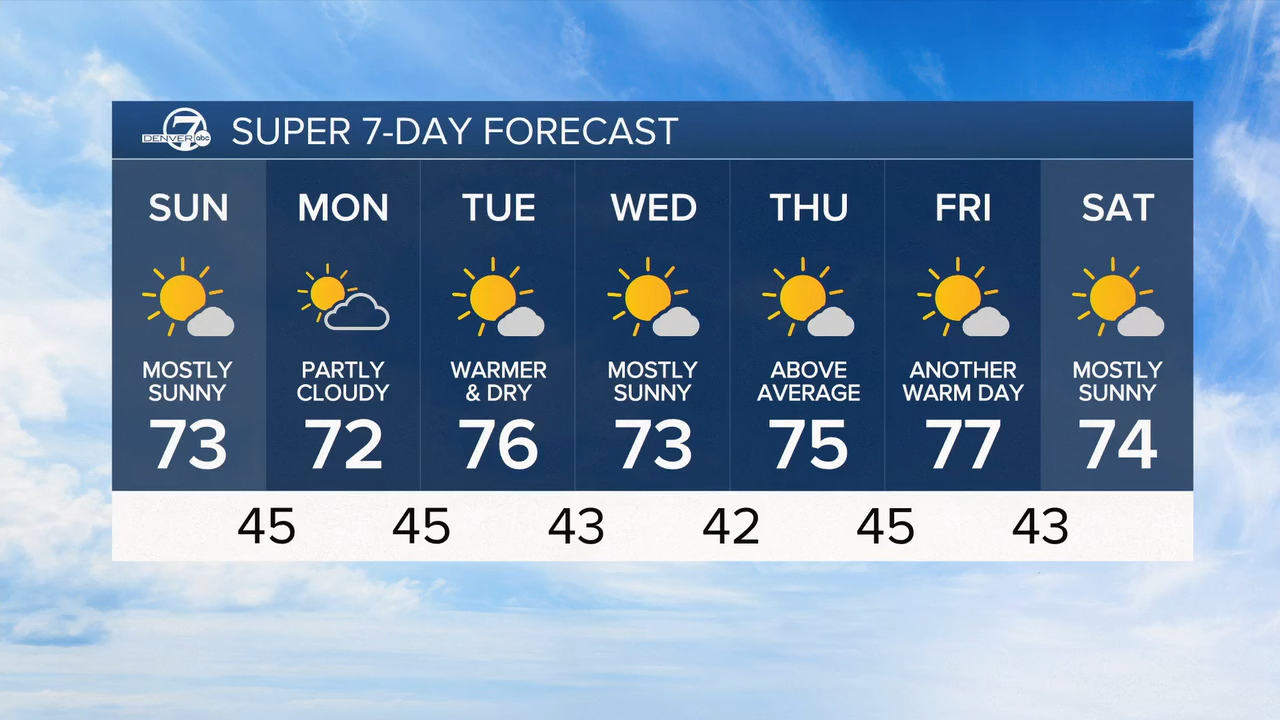 7
DENVER abc
SUPER 7-DAY FORECAST
SUN MON TUE WED THU FRI SAT
MOSTLY PARTLY WARMER MOSTLY ABOVE ANOTHER MOSTLY
SUNNY CLOUDY & DRY SUNNY AVERAGE WARM DAY SUNNY
73 72 76 73 75 77 74
45 45 43 42 45 43